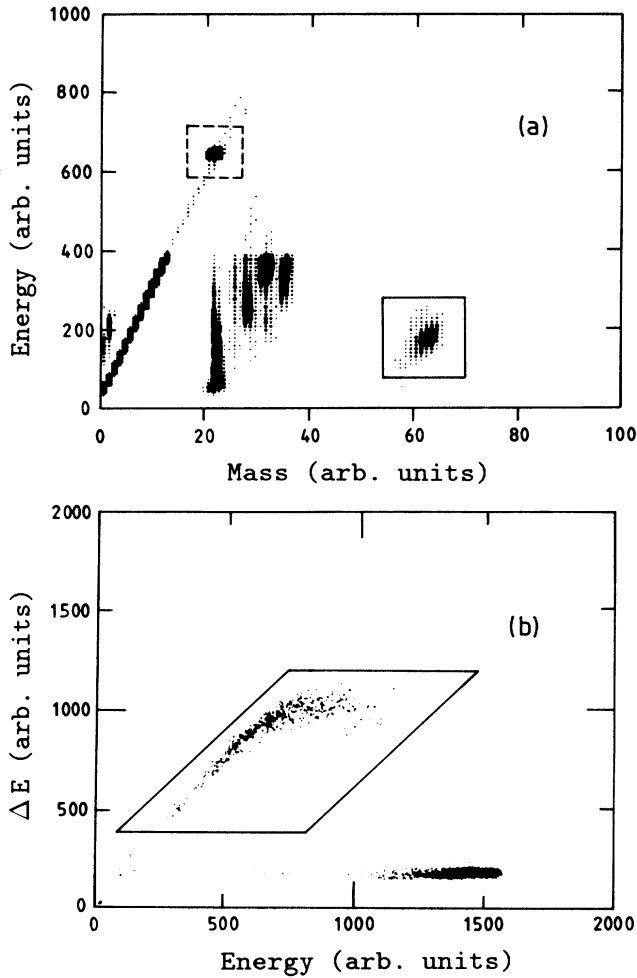 1000
800
600
400
200
0
Energy (arb. units)
(a)
0 20 40 60 80 100
Mass (arb. units)
2000
1500
1000
500
0
ΔE (arb. units)
(b)
0 500 1000 1500 2000
Energy (arb. units)